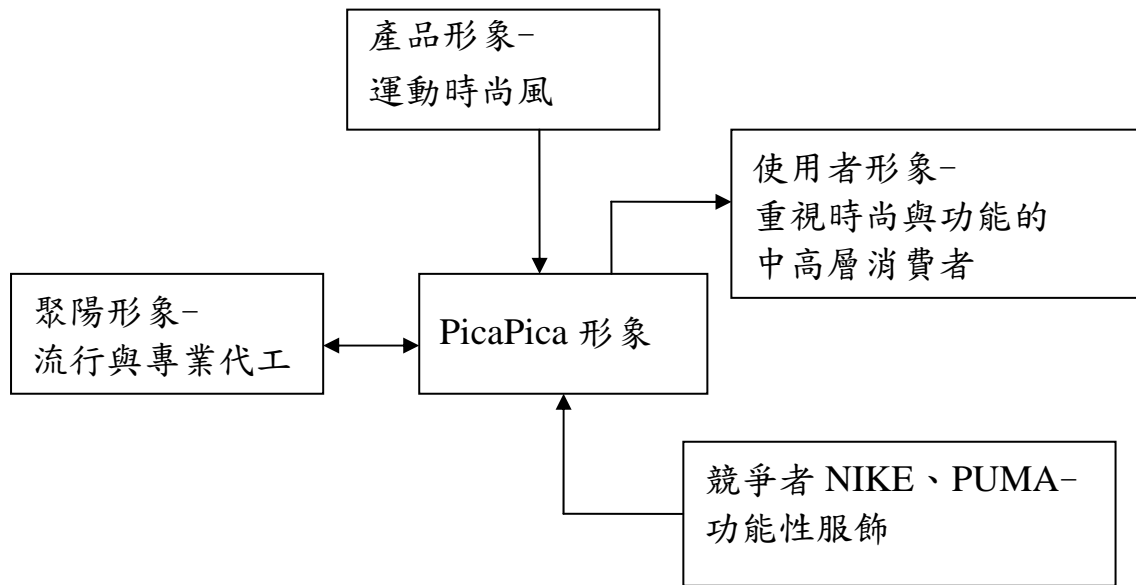 產品形象-
運動時尚風
使用者形象-
重視時尚與功能的
中高層消費者
聚陽形象-
流行與專業代工
PicaPica 形象
競爭者 NIKE、PUMA-
功能性服飾